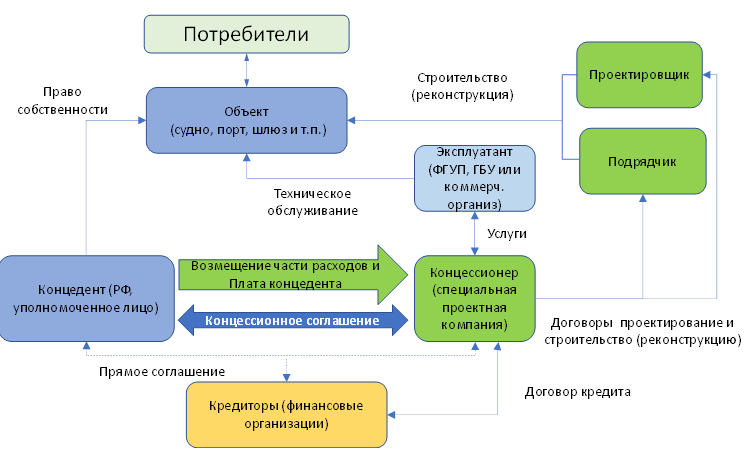 Потребители
Право
собственности
Объект
(судно, порт, шлюз и т.п.)
Строительство
(реконструкция)
Проектировщик
Подрядчик
Эксплуатант
(ФГУП, ГБУ или
коммерч.
организ)
Техническое
обслуживание
Услуги
Концедент (РФ,
уполномоченное лицо)
Возмещение части расходов и
Плата концедента
Концессионное соглашение
Концессионер
(специальная
проектная
компания)
Договоры проектирование и
строительство (реконструкцию)
Прямое соглашение
Кредиторы (финансовые
организации)
Договор кредита